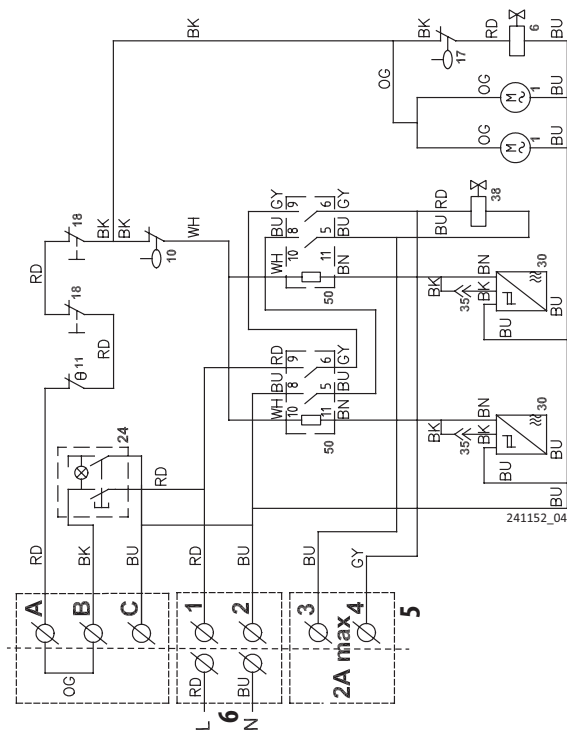 BK
BK
RD
6
BU
17
OG
OG
M~
1
BU
OG
M~
1
BU
RD
18
BK
BK
10
WH
18
RD
θ 11
GY
9
6
GY
BU
8
5
BU
WH
10
11
BN
50
RD
38
BU
RD
9
6
GY
BU
8
5
BU
WH
10
11
BN
50
BK
35
BK
BN
30
BU
BU
BK
35
BK
BN
30
BU
BU
24
RD
RD
BK
BU
RD
BU
BU
GY
BU
241152_04
A
B
C
OG
1
2
RD
BU
L
N
6
3
4
2A max
5